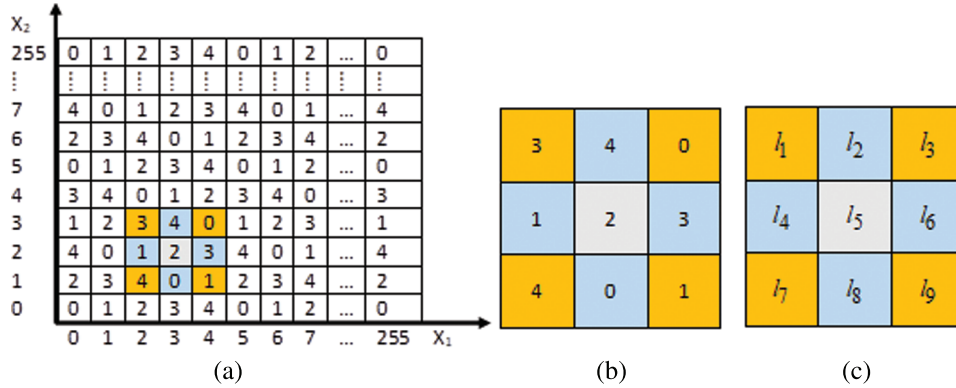 X₂
255 0 1 2 3 4 0 1 2 ... 0
7 4 0 1 2 3 4 0 1 ... 4
6 2 3 4 0 1 2 3 4 ... 2
5 0 1 2 3 4 0 1 2 ... 0
4 3 4 0 1 2 3 4 0 ... 3
3 1 2 3 4 0 1 2 3 ... 1
2 4 0 1 2 3 4 0 1 ... 4
1 2 3 4 0 1 2 3 4 ... 2
0 0 1 2 3 4 0 1 2 ... 0
0 1 2 3 4 5 6 7 ... 255 X₁
(a)
3 4 0
1 2 3
4 0 1
(b)
l₁ l₂ l₃
l₄ l₅ l₆
l₇ l₈ l₉
(c)